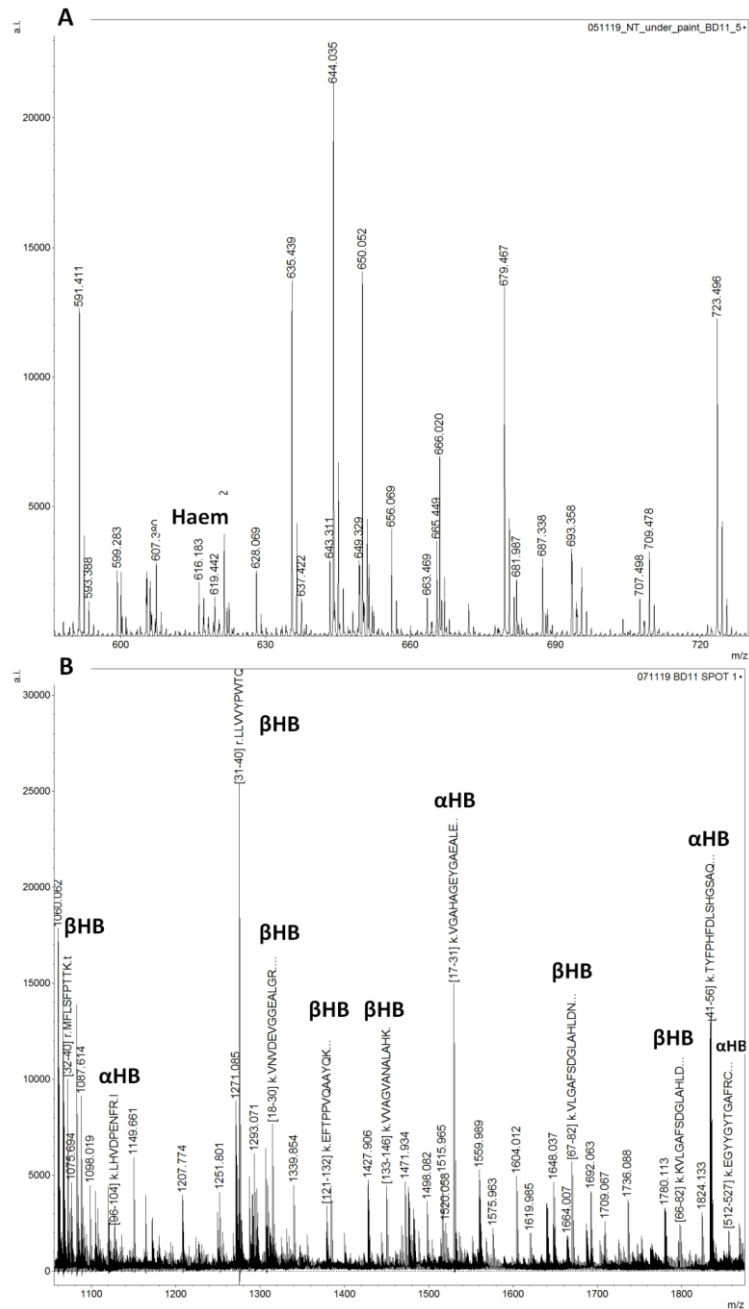 A
a.i.
051119_NT_under_paint_BD11_5
20000
15000
10000
5000
591.411
593.388
599.283
607.380
Haem
616.183
619.442
2
628.069
635.439
637.422
643.311
644.035
649.329
650.052
656.069
663.469
665.449
666.020
679.467
681.987
687.338
693.358
707.498
709.478
723.496
600
630
660
690
720
m/z
B
a.i.
071119 BD11 SPOT 1
30000
25000
20000
15000
10000
5000
0
1060.062
βHB
[32-40] r.MFLSFPTTK.t
1075.694
1087.614
1098.019
αHB
[96-104] k.LHVDPENFR.l
1149.661
1207.774
1251.801
1271.085
[31-40] r.LLVVYPWTQ
βHB
1293.071
βHB
[18-30] k.VNVDEVGGEALGR...
1339.854
βHB
[121-132] k.EFTPPVQAAYQK...
1427.906
βHB
[133-146] k.VVAGVANALAHK.
1471.934
1498.082
1515.965
1520.058
αHB
[17-31] k.VGAHAGEYGAEALE...
1559.989
1575.963
1604.012
1619.985
1648.037
1664.007
βHB
[67-82] k.VLGAFSDGLAHLDN...
1692.063
1709.067
1736.088
1780.113
βHB
[66-82] k.KVLGAFSDGLAHLD...
1824.133
αHB
[41-56] k.TYFPHFDLSHGSAQ...
αHB
[512-527] k.EGYYGYTGAFRC...
1100
1200
1300
1400
1500
1600
1700
1800
m/z